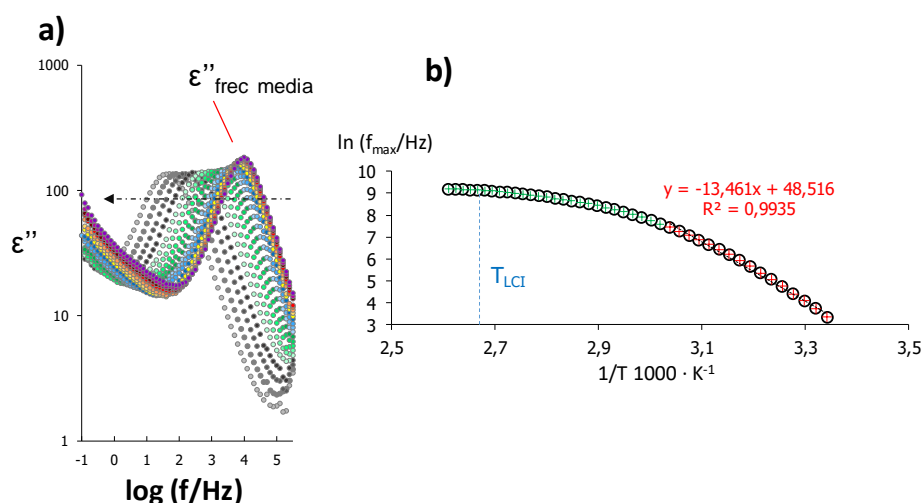 a)
1000
100
10
1
ε''
ε''frec media
-1 0 1 2 3 4 5
log (f/Hz)
b)
ln (fmax/Hz)
10
9
8
7
6
5
4
3
y = -13,461x + 48,516
R² = 0,9935
TLCI
2,5 2,7 2,9 3,1 3,3 3,5
1/T 1000 · K-1